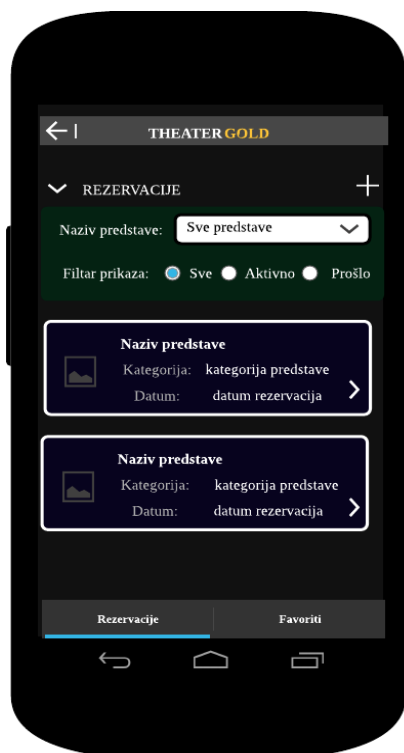 THEATER GOLD
REZERVACIJE
Naziv predstave: Sve predstave
Filtar prikaza: Sve Aktivno Prošlo
Naziv predstave
Kategorija: kategorija predstave
Datum: datum rezervacija
Naziv predstave
Kategorija: kategorija predstave
Datum: datum rezervacija
Rezervacije Favoriti